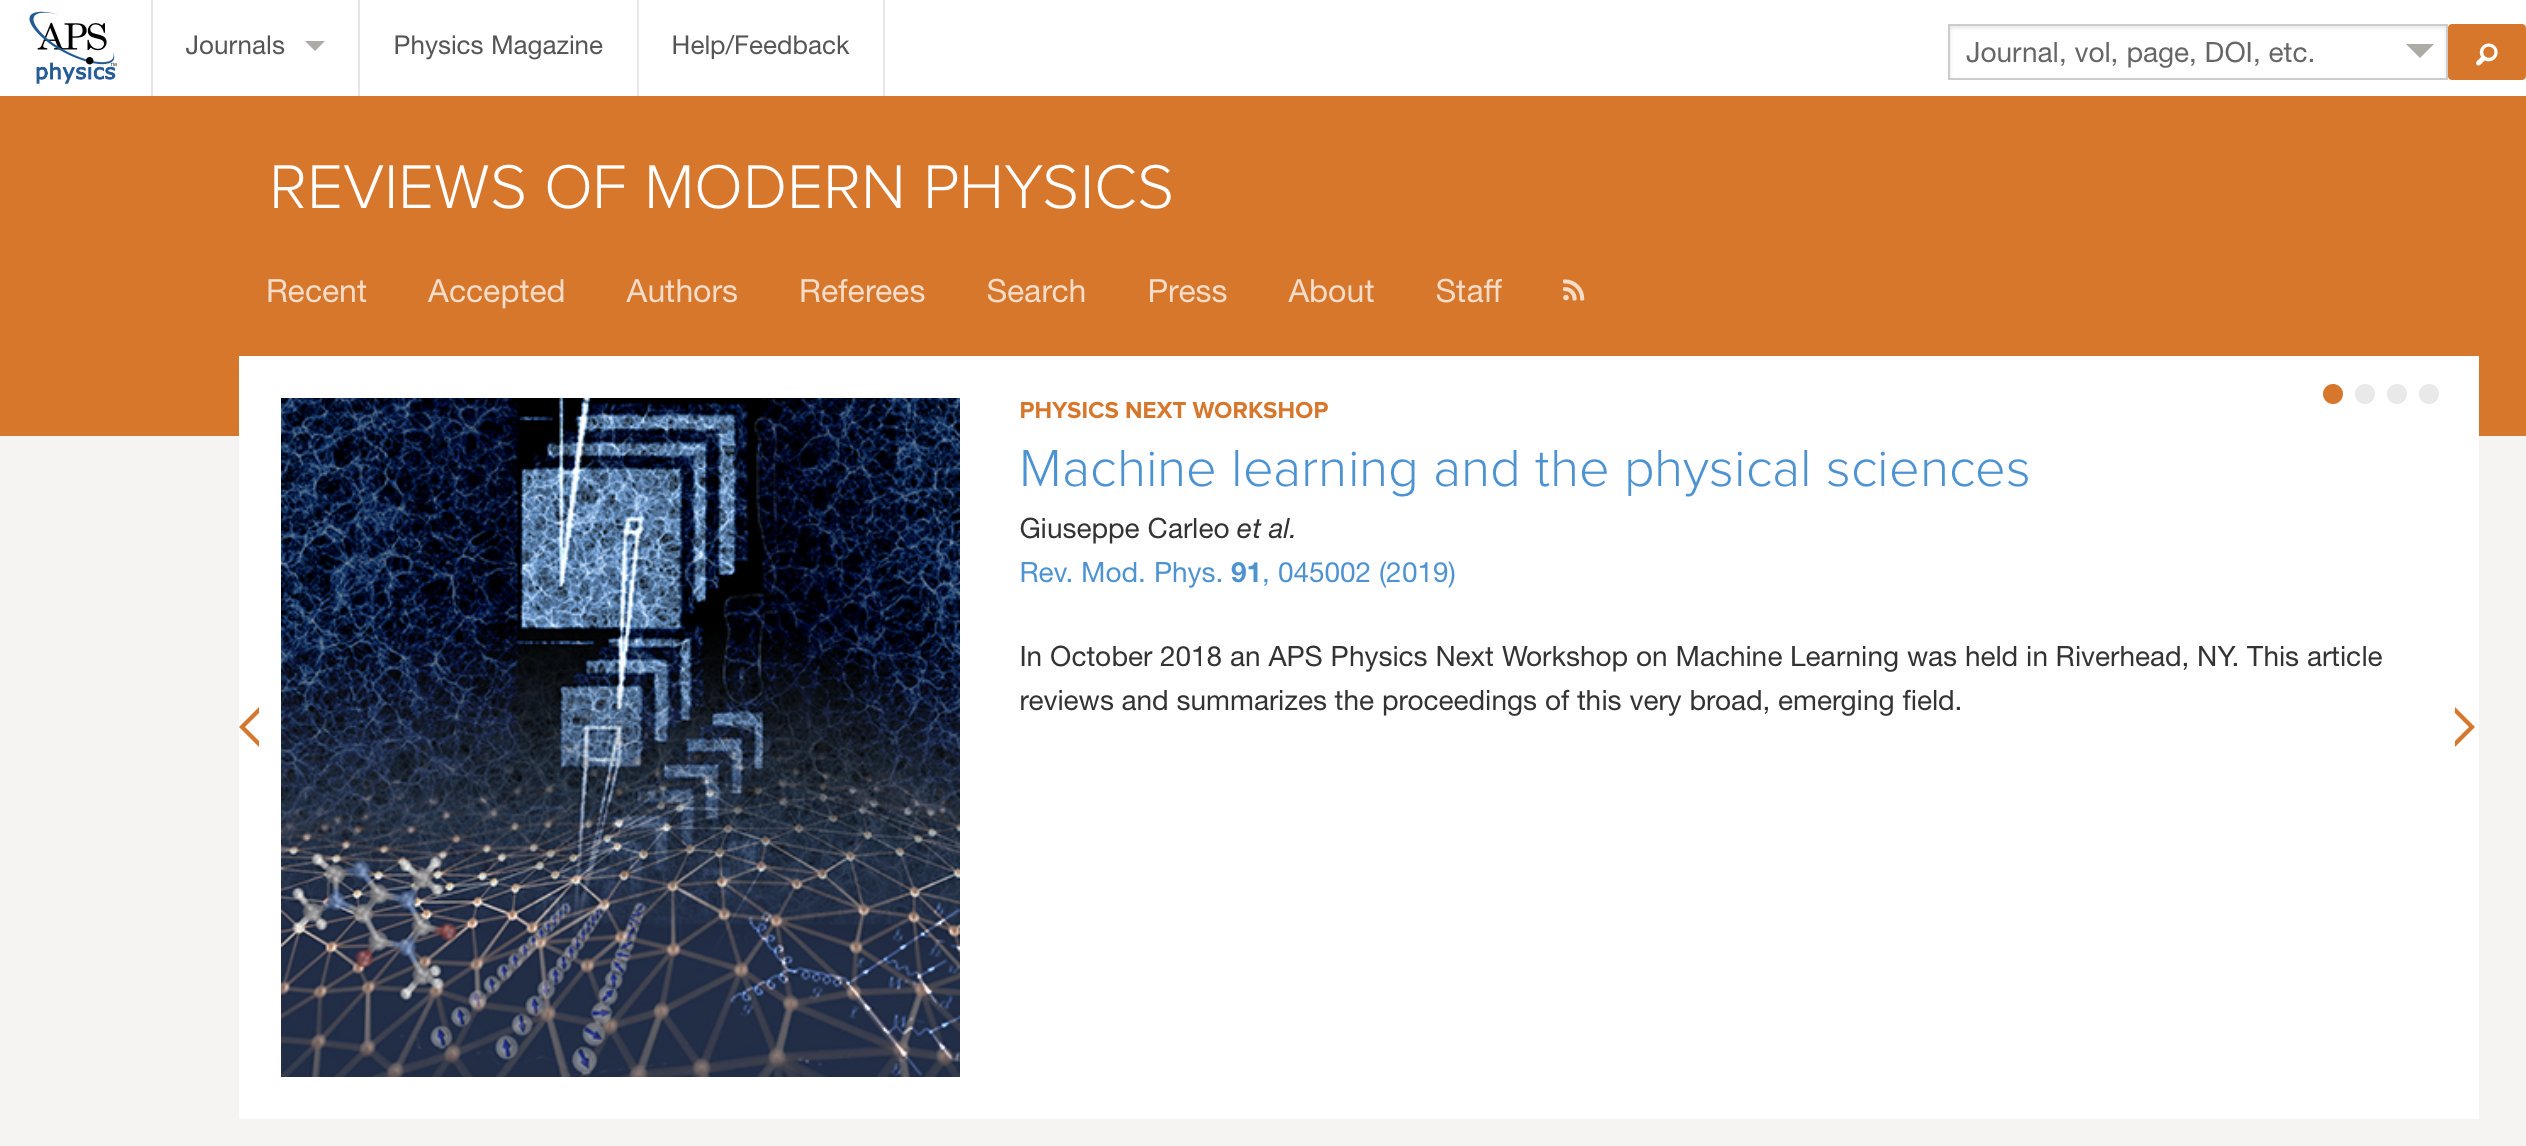 APS
physics
Journals
Physics Magazine
Help/Feedback
Journal, vol, page, DOI, etc.
REVIEWS OF MODERN PHYSICS
Recent
Accepted
Authors
Referees
Search
Press
About
Staff
PHYSICS NEXT WORKSHOP
Machine learning and the physical sciences
Giuseppe Carleo et al.
Rev. Mod. Phys. 91, 045002 (2019)
In October 2018 an APS Physics Next Workshop on Machine Learning was held in Riverhead, NY. This article
reviews and summarizes the proceedings of this very broad, emerging field.